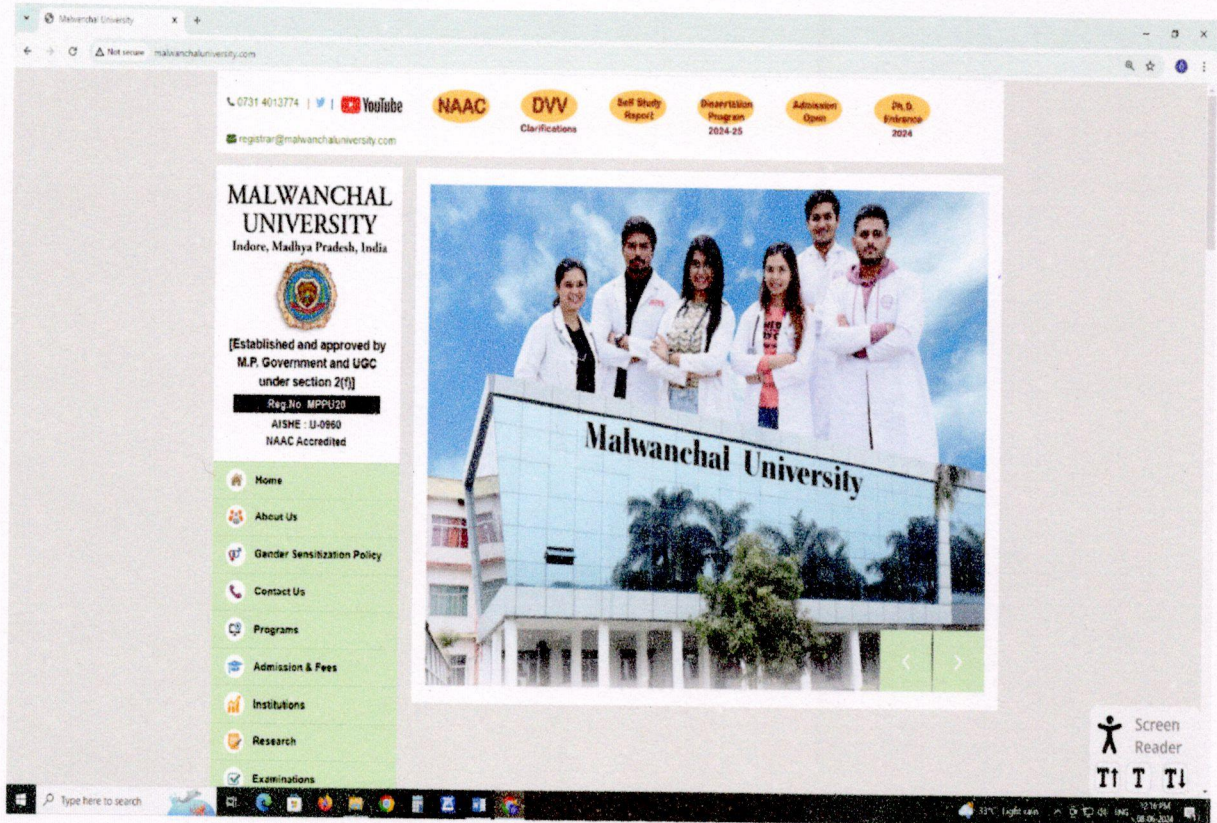 Malwanchal University
Not secure malwanchaluniversity.com
0731 4013774 | | YouTube
registrar@malwanchaluniversity.com
NAAC
DVV
Clarifications
Self Study
Report
Dissertation
Program
2024-25
Admission
Open
Ph.D.
Entrance
2024
MALWANCHAL
UNIVERSITY
Indore, Madhya Pradesh, India
[Established and approved by
M.P. Government and UGC
under section 2(f)]
Reg.No. MPPU20
AISHE : U-0960
NAAC Accredited
Home
About Us
Gender Sensitization Policy
Contact Us
Programs
Admission & Fees
Institutions
Research
Examinations
Malwanchal University
Screen
Reader
T↑ T T↓
Type here to search
33°C Light rain
ENG
12:16 PM
08-06-2024